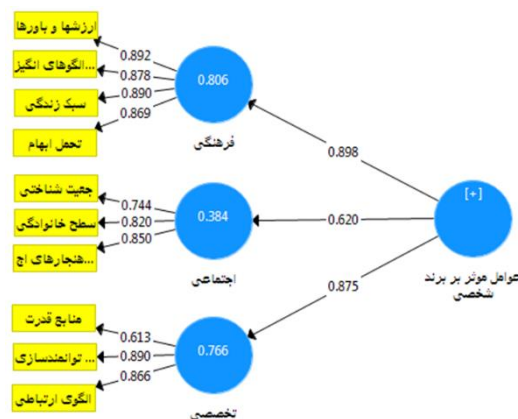 ارزشها و باورها
الگوهای انگیز...
سبک زندگی
تحمل ابهام
0.892
0.878
0.890
0.869
0.806
فرهنگی
0.898
جعیت شناختی
سطح خانوادگی
هنجارهای اج...
0.744
0.820
0.850
0.384
اجتماعی
0.620
[+]
عوامل موثر بر برند
شخصی
منابع قدرت
توانمندسازی ...
الگوی ارتباطی
0.613
0.890
0.866
0.766
تخصصی
0.875